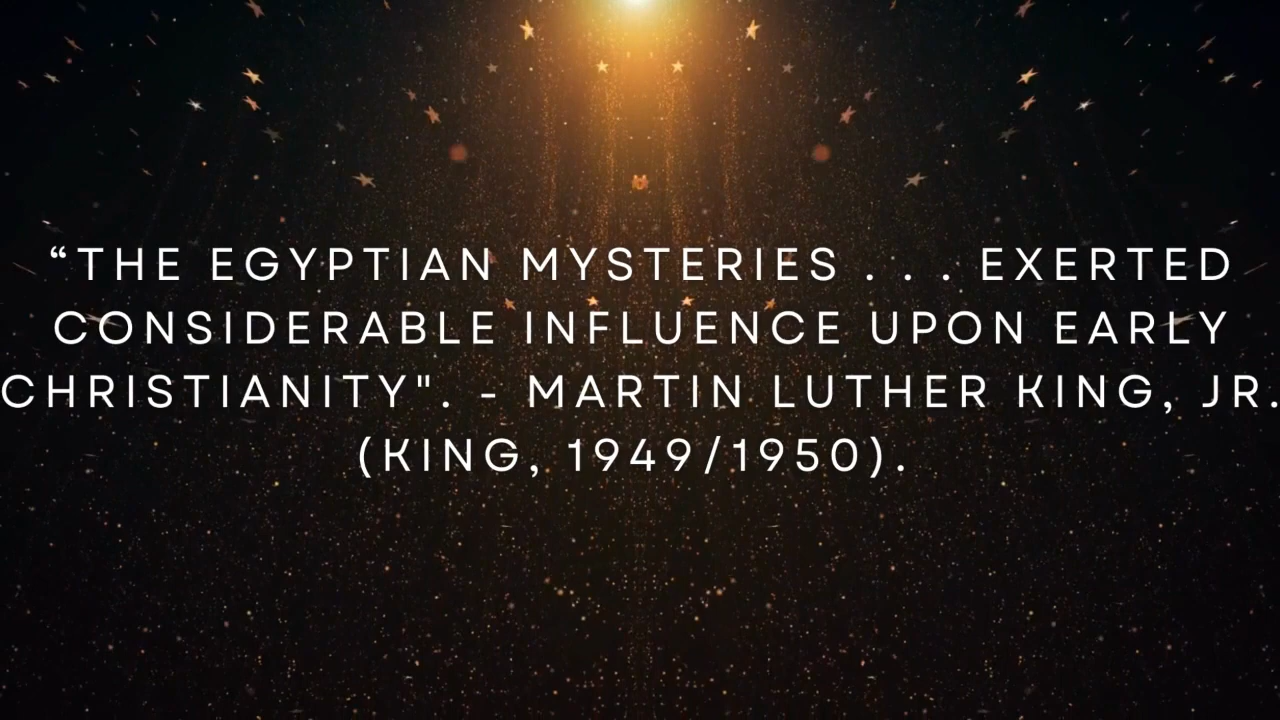 “THE EGYPTIAN MYSTERIES . . . EXERTED
CONSIDERABLE INFLUENCE UPON EARLY
CHRISTIANITY". - MARTIN LUTHER KING, JR.
(KING, 1949/1950).